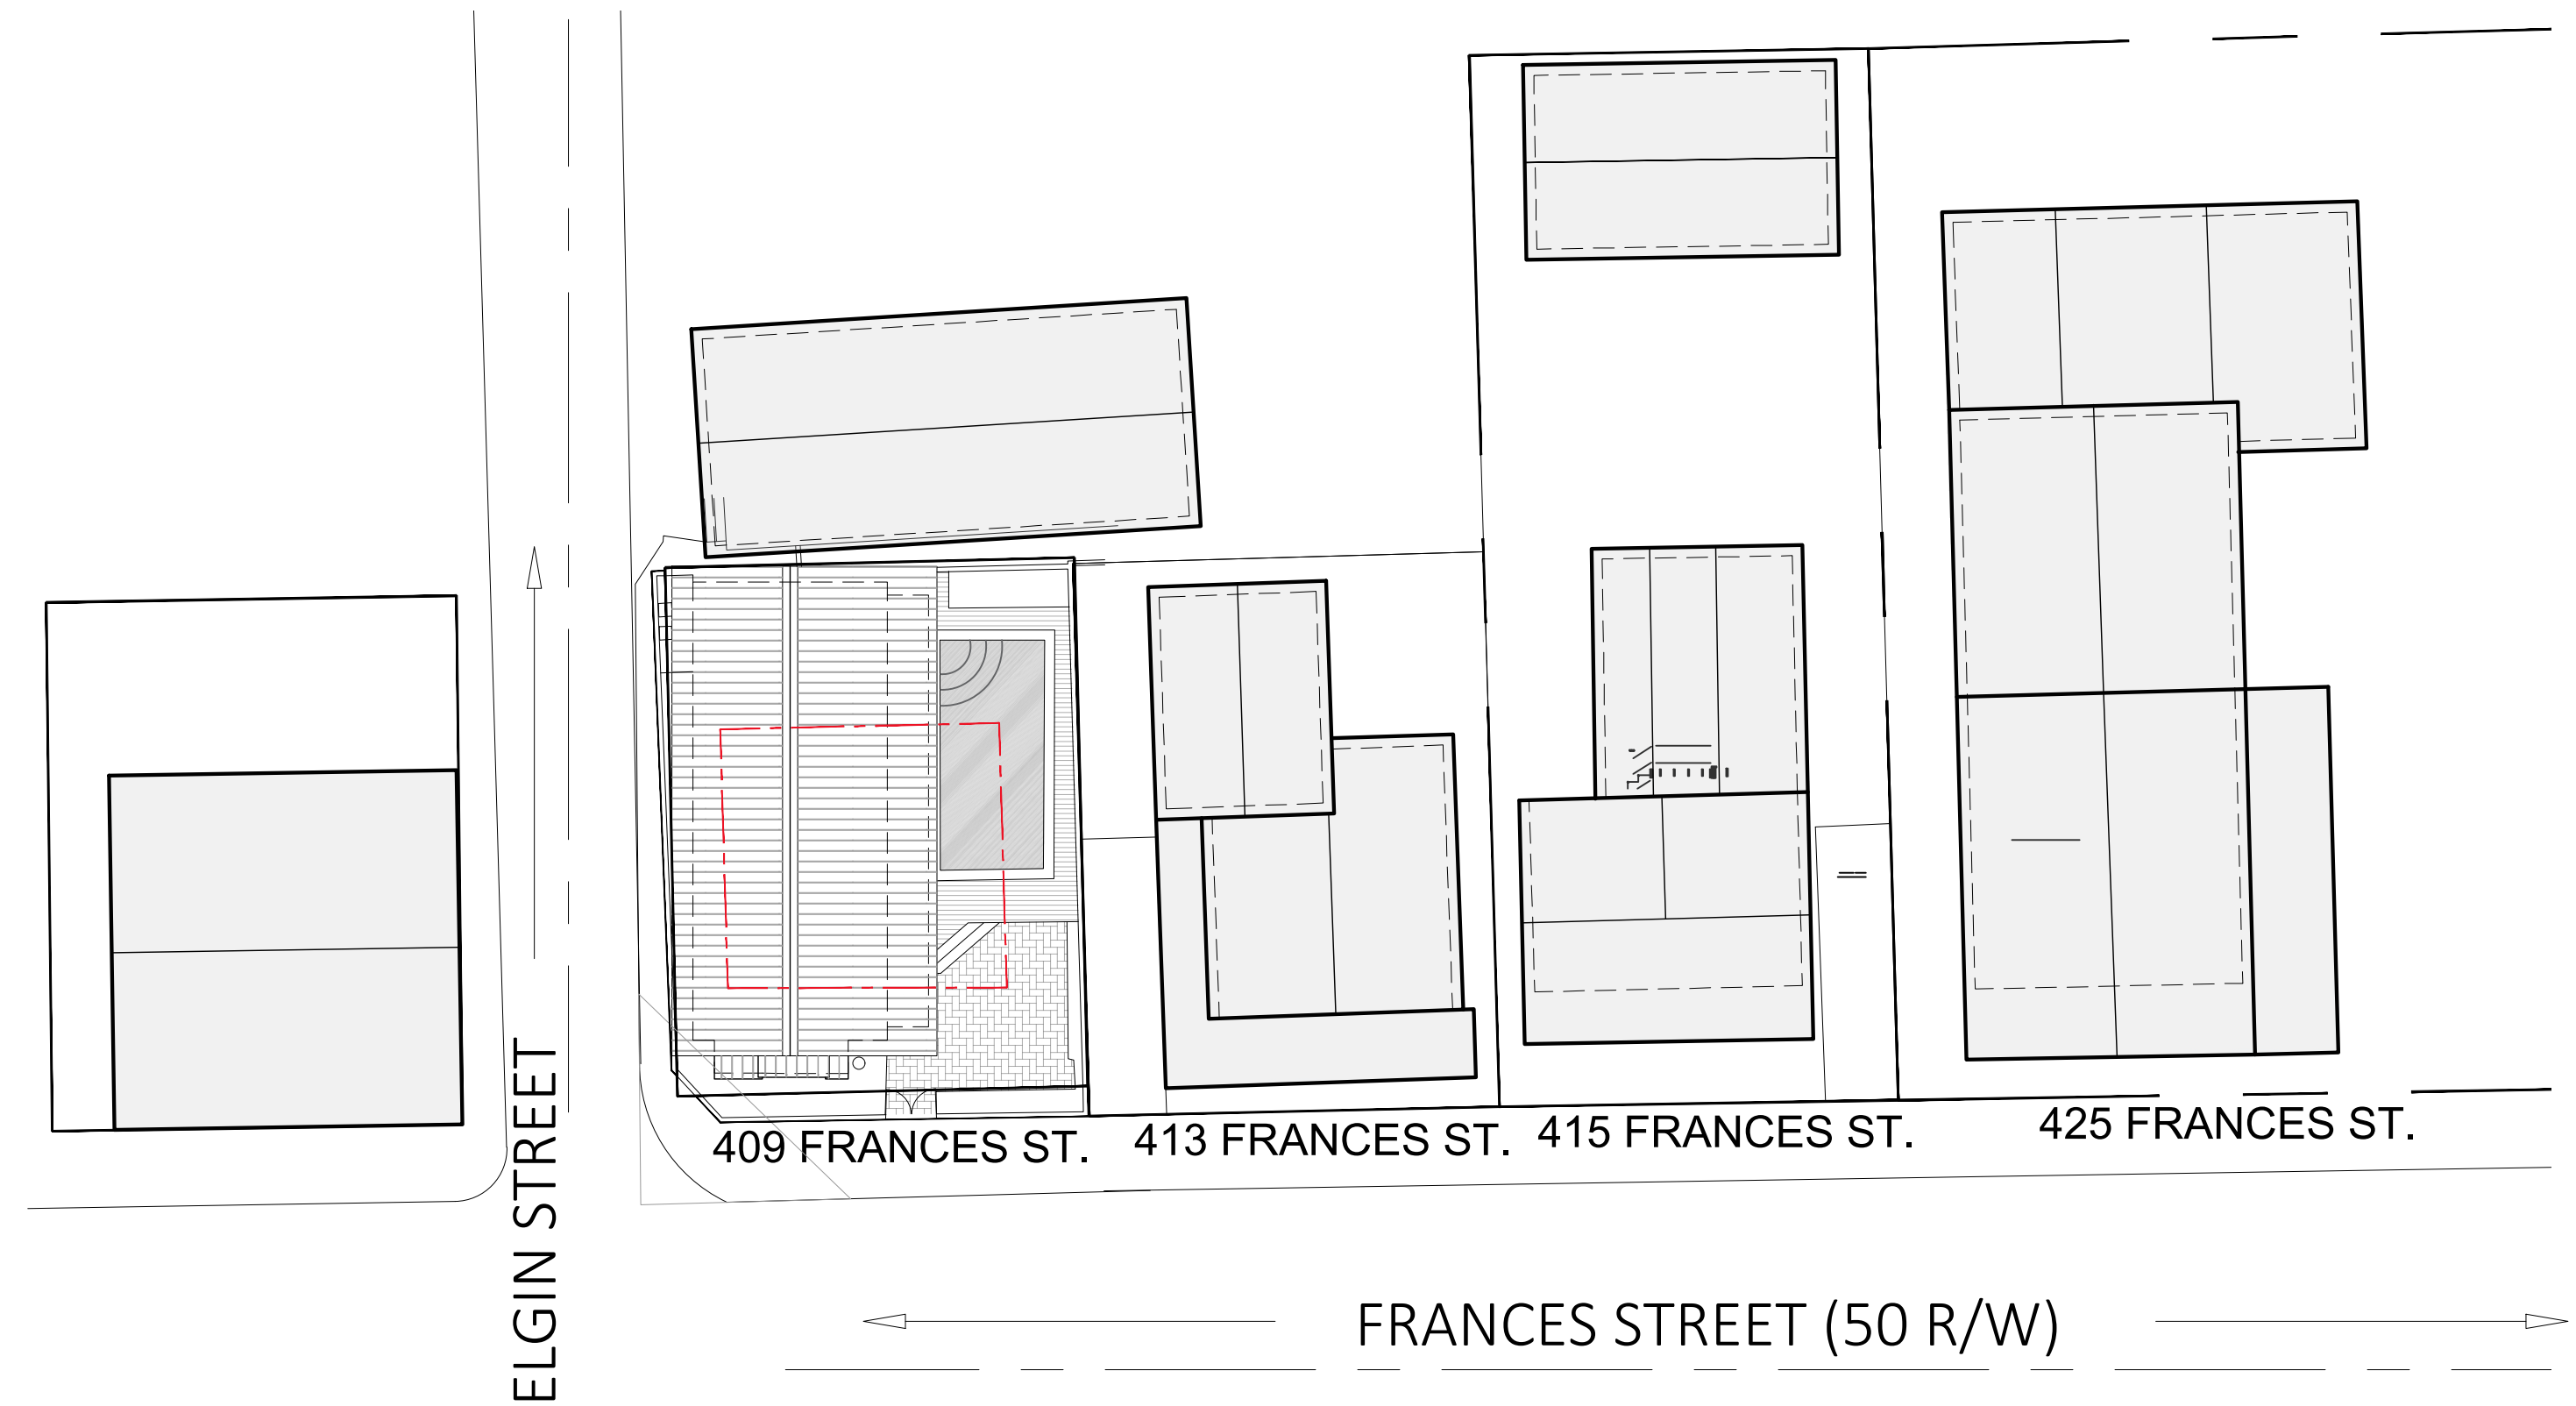 409 FRANCES ST.
413 FRANCES ST.
415 FRANCES ST.
425 FRANCES ST.
ELGIN STREET
FRANCES STREET (50 R/W)